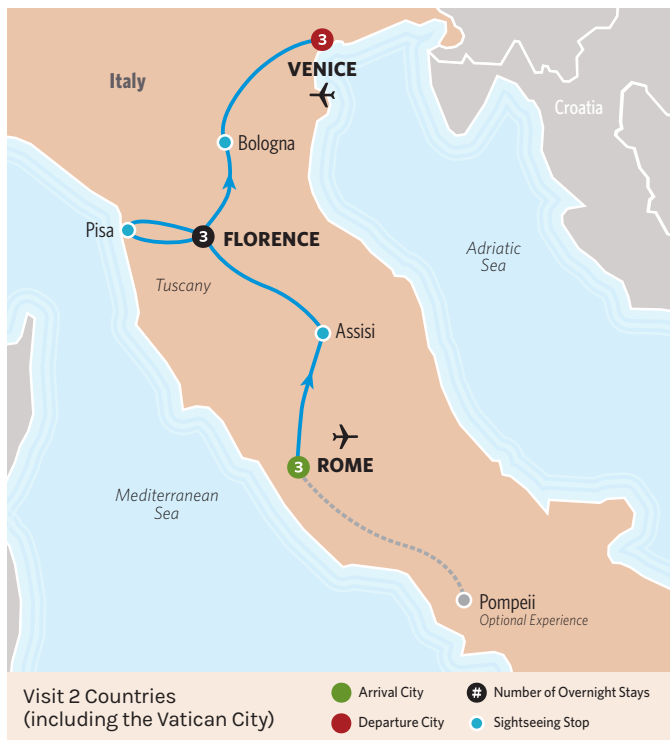 3
VENICE
Italy
Croatia
Bologna
Pisa
3
FLORENCE
Adriatic
Sea
Tuscany
Assisi
3
ROME
Mediterranean
Sea
Pompeii
Optional Experience
Visit 2 Countries
(including the Vatican City)
Arrival City
# Number of Overnight Stays
Departure City
Sightseeing Stop